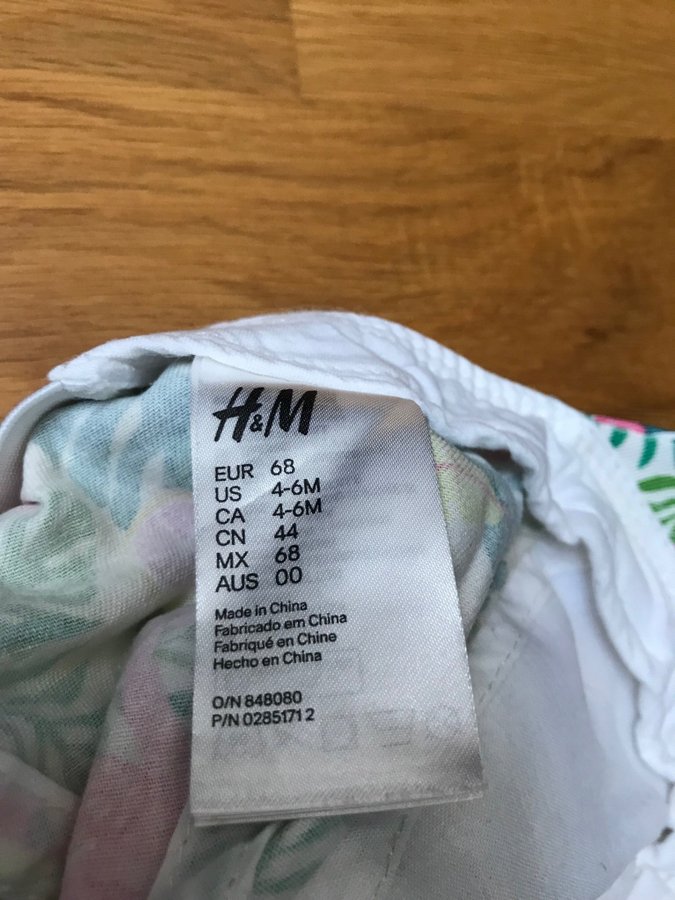 H&M
EUR 68
US 4-6M
CA 4-6M
CN 44
MX 68
AUS 00
Made in China
Fabricado em China
Fabriqué en Chine
Hecho en China
O/N 848080
P/N 0285171 2